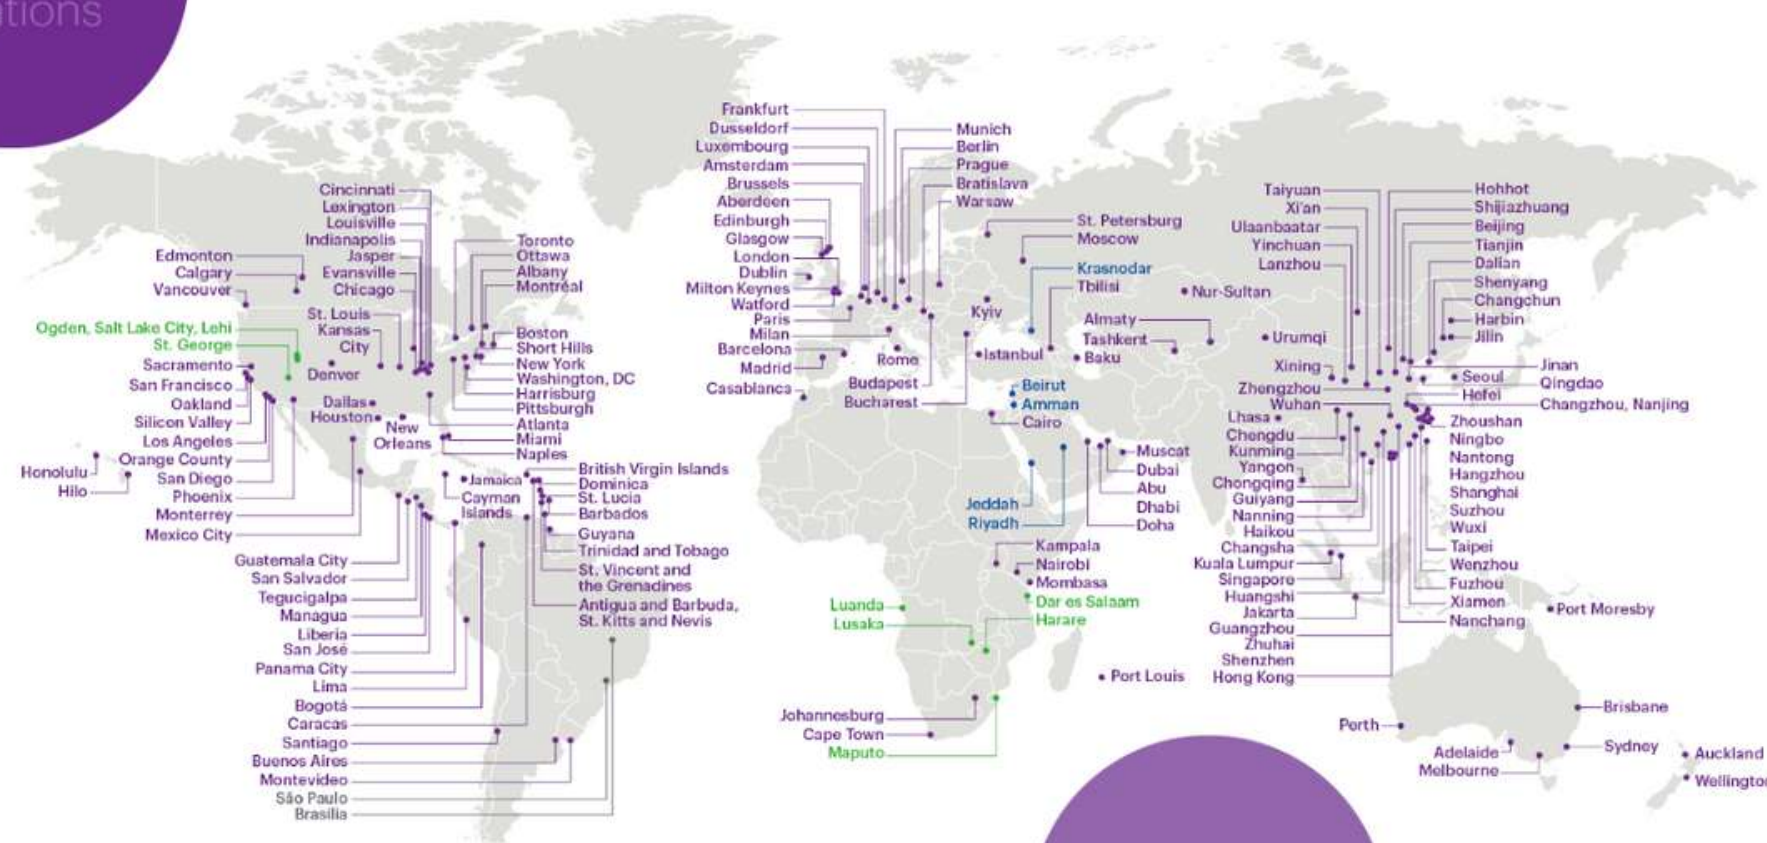 Cincinnati
Lexington
Louisville
Indianapolis
Jasper
Evansville
Chicago
St. Louis
Kansas
City
Edmonton
Calgary
Vancouver
Ogden, Salt Lake City, Lehi
St. George
Sacramento
San Francisco
Oakland
Silicon Valley
Los Angeles
Orange County
San Diego
Phoenix
Monterrey
Mexico City
Honolulu
Hilo
Denver
Dallas
Houston
New
Orleans
Toronto
Ottawa
Albany
Montréal
Boston
Short Hills
New York
Washington, DC
Harrisburg
Pittsburgh
Atlanta
Miami
Naples
Jamaica
Cayman
Islands
British Virgin Islands
Dominica
St. Lucia
Barbados
Guyana
Trinidad and Tobago
St. Vincent and
the Grenadines
Antigua and Barbuda,
St. Kitts and Nevis
Guatemala City
San Salvador
Tegucigalpa
Managua
Liberia
San José
Panama City
Lima
Bogotá
Caracas
Santiago
Buenos Aires
Montevideo
São Paulo
Brasília
Frankfurt
Dusseldorf
Luxembourg
Amsterdam
Brussels
Aberdeen
Edinburgh
Glasgow
London
Dublin
Milton Keynes
Watford
Paris
Milan
Barcelona
Madrid
Casablanca
Munich
Berlin
Prague
Bratislava
Warsaw
St. Petersburg
Moscow
Krasnodar
Tbilisi
Kyiv
Rome
Istanbul
Budapest
Bucharest
Baku
Beirut
Amman
Cairo
Nur-Sultan
Almaty
Tashkent
Jeddah
Riyadh
Muscat
Dubai
Abu
Dhabi
Doha
Kampala
Nairobi
Mombasa
Dar es Salaam
Harare
Luanda
Lusaka
Port Louis
Johannesburg
Cape Town
Maputo
Taiyuan
Xi'an
Ulaanbaatar
Yinchuan
Lanzhou
Urumqi
Xining
Zhengzhou
Wuhan
Lhasa
Chengdu
Kunming
Yangon
Chongqing
Guiyang
Nanning
Haikou
Changsha
Kuala Lumpur
Singapore
Huangshi
Jakarta
Guangzhou
Zhuhai
Shenzhen
Hong Kong
Hohhot
Shijiazhuang
Beijing
Tianjin
Dalian
Shenyang
Changchun
Harbin
Jilin
Jinan
Seoul
Qingdao
Hefei
Changzhou, Nanjing
Zhoushan
Ningbo
Nantong
Hangzhou
Shanghai
Suzhou
Wuxi
Taipei
Wenzhou
Fuzhou
Xiamen
Nanchang
Port Moresby
Perth
Adelaide
Melbourne
Brisbane
Sydney
Auckland